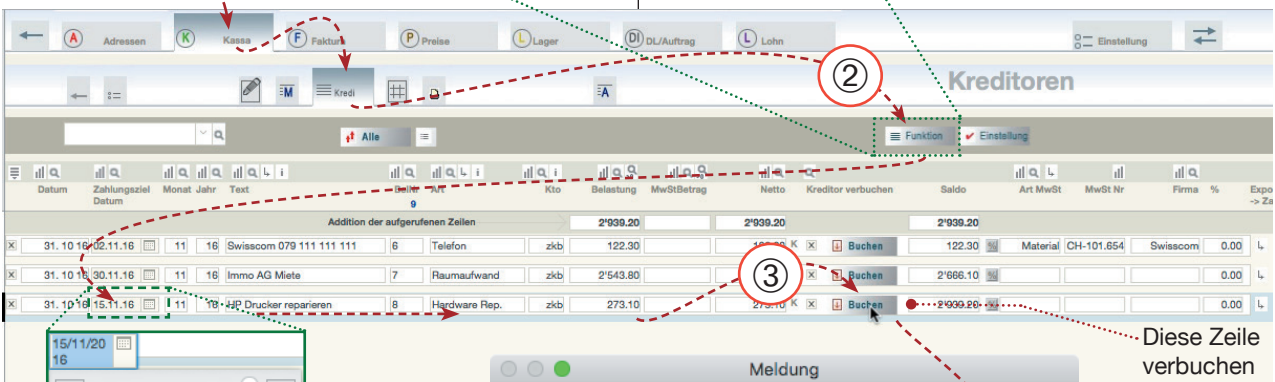 A Adressen K Kassa F Faktura P Preise L Lager DI DL/Auftrag L Lohn Einstellung
M Kredi A ② Kreditoren
Alle Funktion Einstellung
Datum Zahlungsziel Monat Jahr Text BelNr Art Kto Belastung MwStBetrag Netto Kreditor verbuchen Saldo Art MwSt MwSt Nr Firma %
Datum 9
Addition der aufgerufenen Zeilen 2'939.20 2'939.20 2'939.20
31. 10 16 02.11.16 11 16 Swisscom 079 111 111 111 6 Telefon zkb 122.30 K Buchen 122.30 Material CH-101.654 Swisscom 0.00
31. 10 16 30.11.16 11 16 Immo AG Miete 7 Raumaufwand zkb 2'543.80 ③ Buchen 2'666.10 0.00
31. 10 16 15.11.16 11 16 HP Drucker reparieren 8 Hardware Rep. zkb 273.10 273.10 K Buchen 2'939.20 0.00
Diese Zeile
verbuchen
15/11/20
16
Meldung